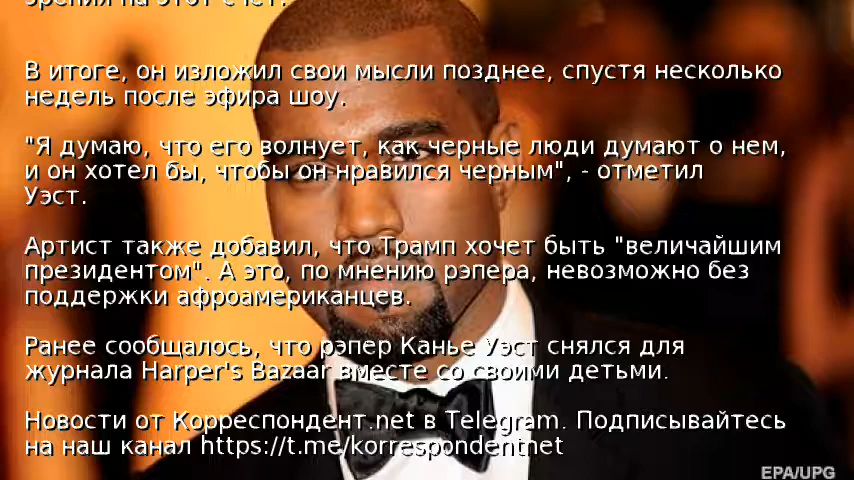 зрения на этот счет.
В итоге, он изложил свои мысли позднее, спустя несколько
недель после эфира шоу.
"Я думаю, что его волнует, как черные люди думают о нем,
и он хотел бы, чтобы он нравился черным", - отметил
Уэст.
Артист также добавил, что Трамп хочет быть "величайшим
президентом". А это, по мнению рэпера, невозможно без
поддержки афроамериканцев.
Ранее сообщалось, что рэпер Канье Уэст снялся для
журнала Harper's Bazaar вместе со своими детьми.
Новости от Корреспондент.net в Telegram. Подписывайтесь
на наш канал https://t.me/korrespondentnet
EPA/UPG